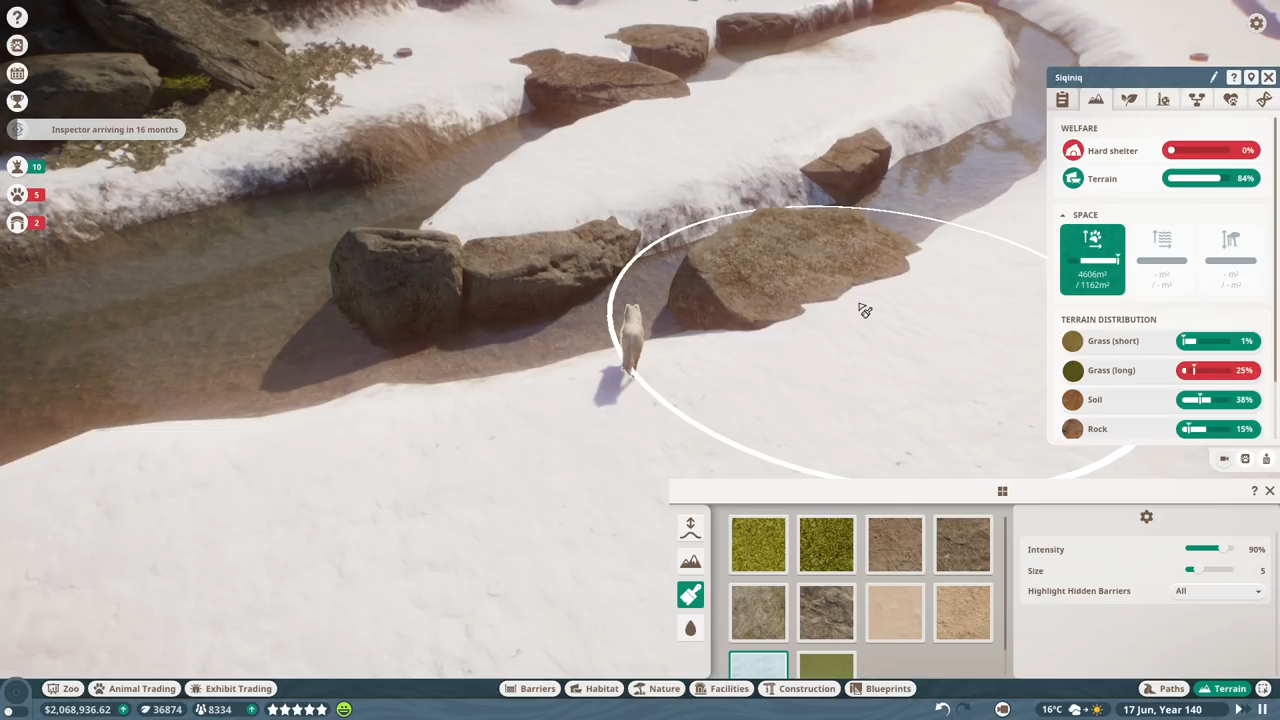 Inspector arriving in 16 months
10
5
2
Siqiniq
?
WELFARE
Hard shelter 0%
Terrain 84%
SPACE
4606m²
/ 1162m²
- m²
/ - m²
- m²
/ - m²
TERRAIN DISTRIBUTION
Grass (short) 1%
Grass (long) 25%
Soil 38%
Rock 15%
?
Intensity 90%
Size 5
Highlight Hidden Barriers All
Zoo Animal Trading Exhibit Trading Barriers Habitat Nature Facilities Construction Blueprints Paths Terrain
$2,068,936.62 36874 8334 16°C 17 Jun, Year 140